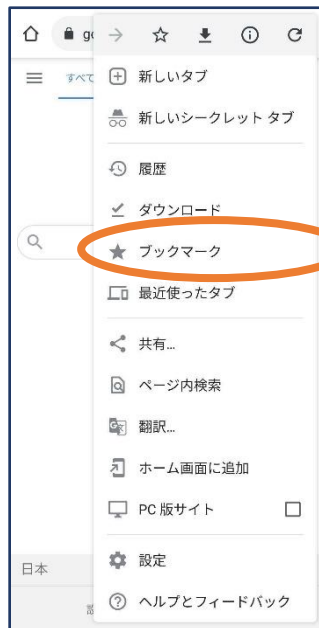 go
すべて
新しいタブ
新しいシークレット タブ
履歴
ダウンロード
ブックマーク
最近使ったタブ
共有...
ページ内検索
翻訳...
ホーム画面に追加
PC 版サイト
設定
日本
ヘルプとフィードバック